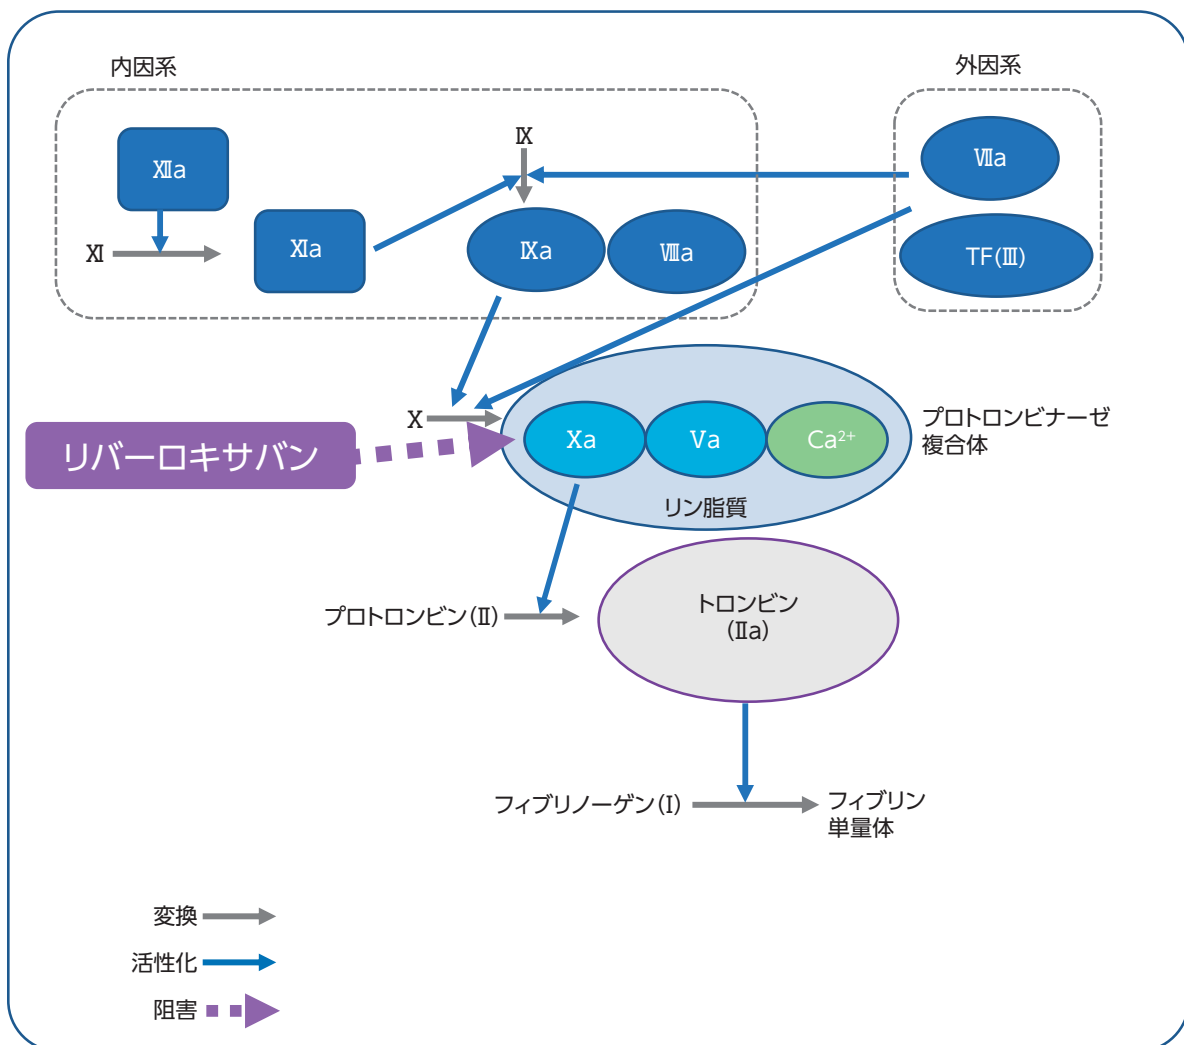 内因系
外因系
Ⅸ
Ⅻa
Ⅶa
Ⅺ
Ⅺa
Ⅸa
Ⅷa
TF(Ⅲ)
Ⅹ
リバーロキサバン
Ⅹa
Ⅴa
Ca²⁺
プロトロンビナーゼ
複合体
リン脂質
プロトロンビン(Ⅱ)
トロンビン
(Ⅱa)
フィブリノーゲン(Ⅰ)
フィブリン
単量体
変換
活性化
阻害